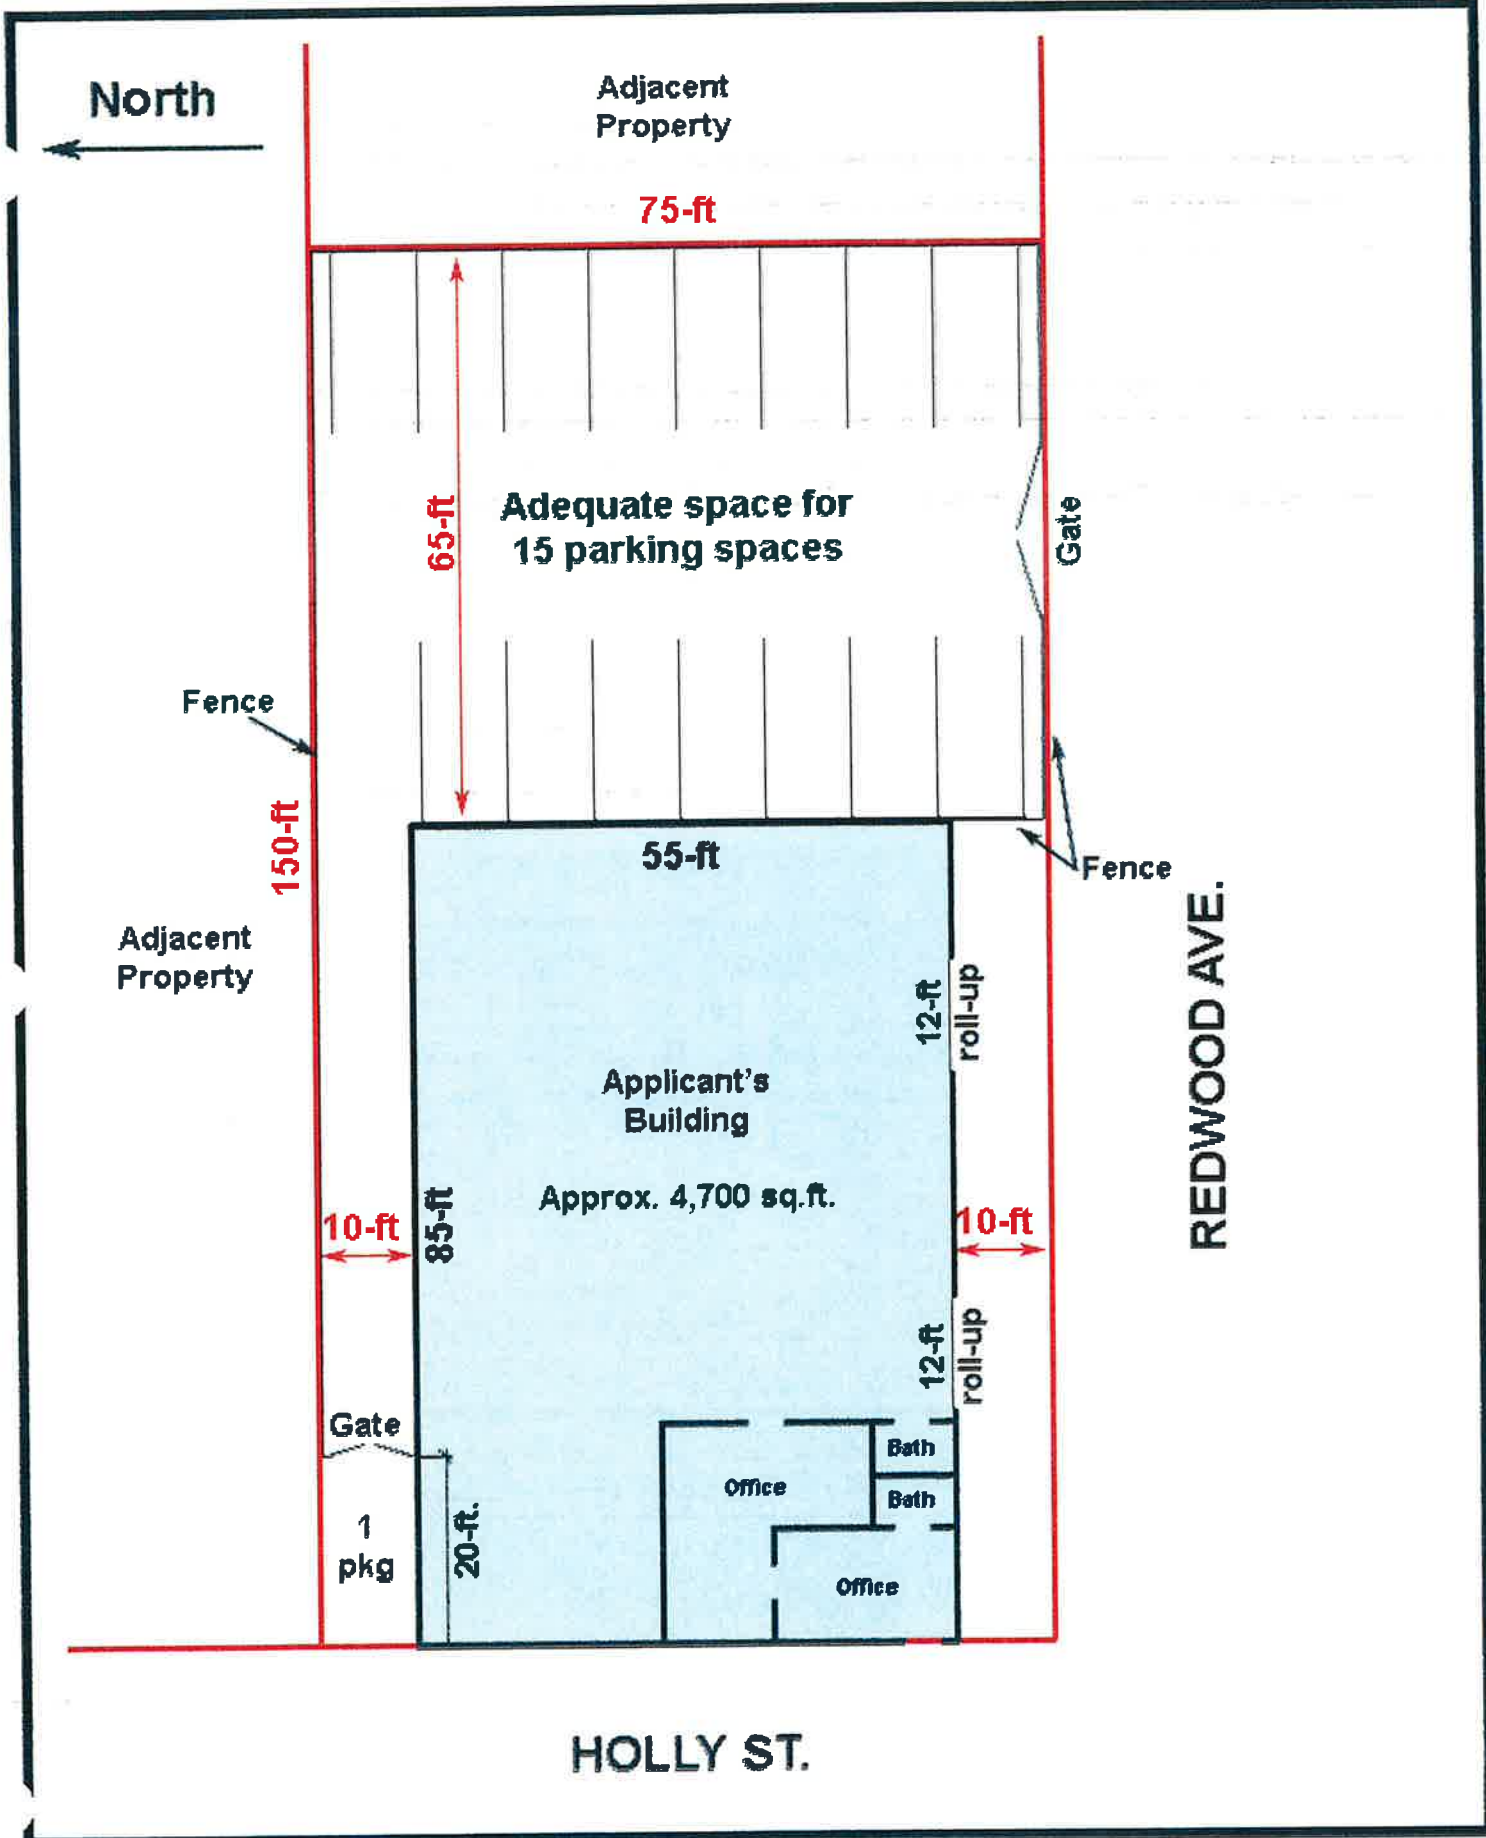 North
Adjacent
Property
75-ft
65-ft
Adequate space for
15 parking spaces
Gate
Fence
150-ft
55-ft
Fence
Adjacent
Property
12-ft
roll-up
REDWOOD AVE.
Applicant's
Building
Approx. 4,700 sq.ft.
10-ft
85-ft
10-ft
12-ft
roll-up
Gate
Bath
Office
Bath
1
pkg
20-ft.
Office
HOLLY ST.